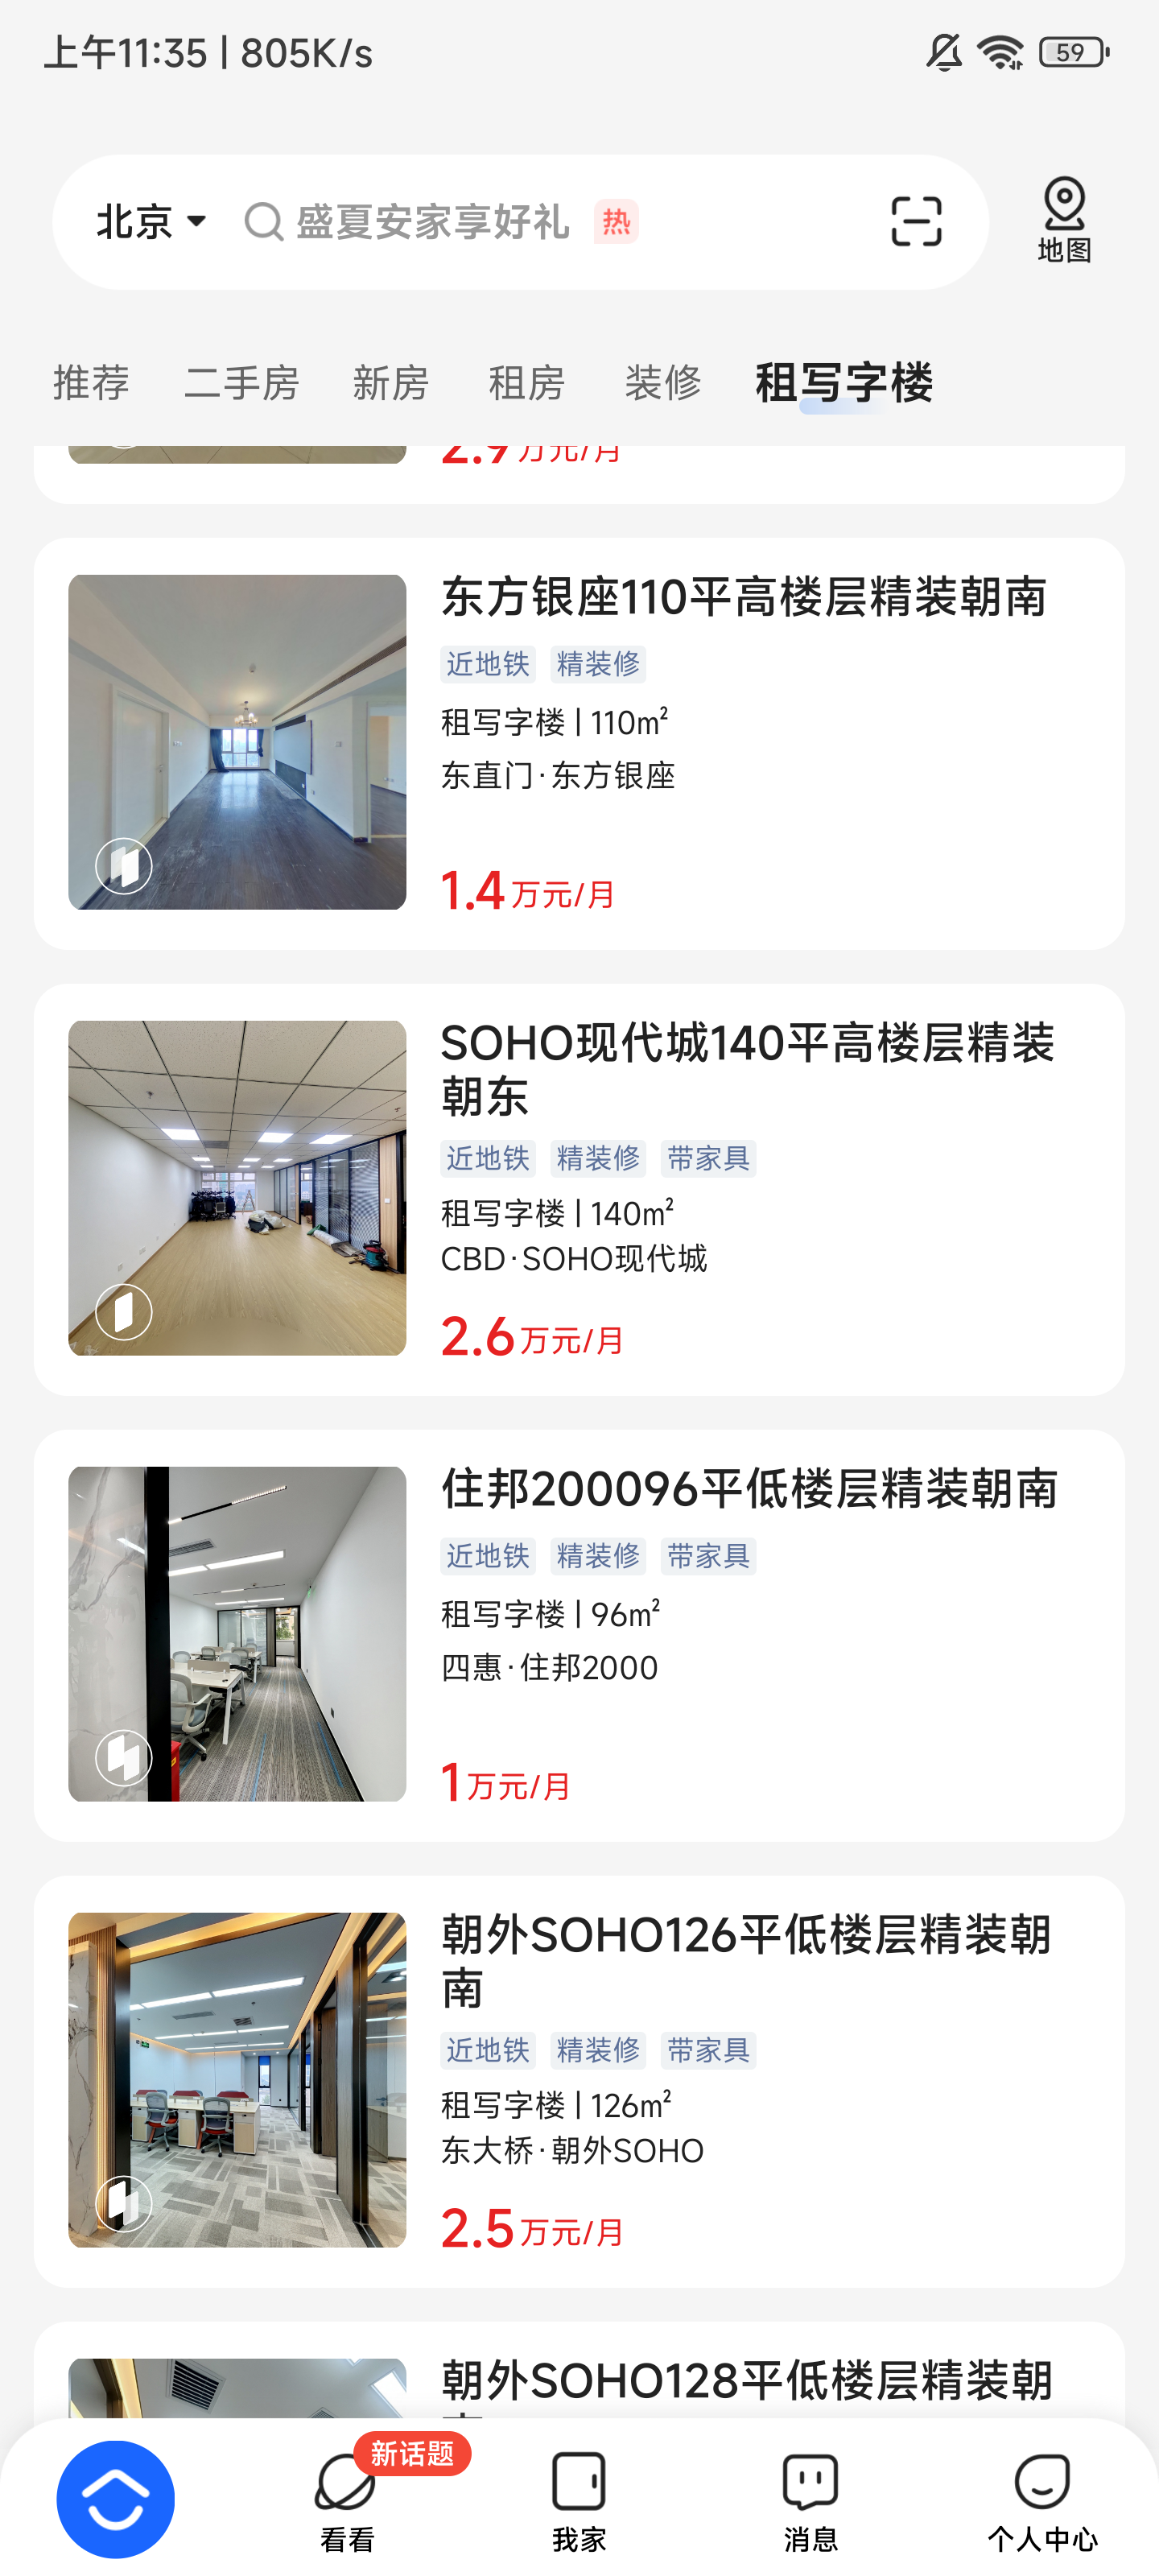 上午11:35 | 805K/s
59
北京
盛夏安家享好礼 热
地图
推荐 二手房 新房 租房 装修 租写字楼
2.9万元/月
东方银座110平高楼层精装朝南
近地铁 精装修
租写字楼 | 110m²
东直门·东方银座
1.4万元/月
SOHO现代城140平高楼层精装
朝东
近地铁 精装修 带家具
租写字楼 | 140m²
CBD·SOHO现代城
2.6万元/月
住邦200096平低楼层精装朝南
近地铁 精装修 带家具
租写字楼 | 96m²
四惠·住邦2000
1万元/月
朝外SOHO126平低楼层精装朝
南
近地铁 精装修 带家具
租写字楼 | 126m²
东大桥·朝外SOHO
2.5万元/月
朝外SOHO128平低楼层精装朝
新话题
看看 我家 消息 个人中心